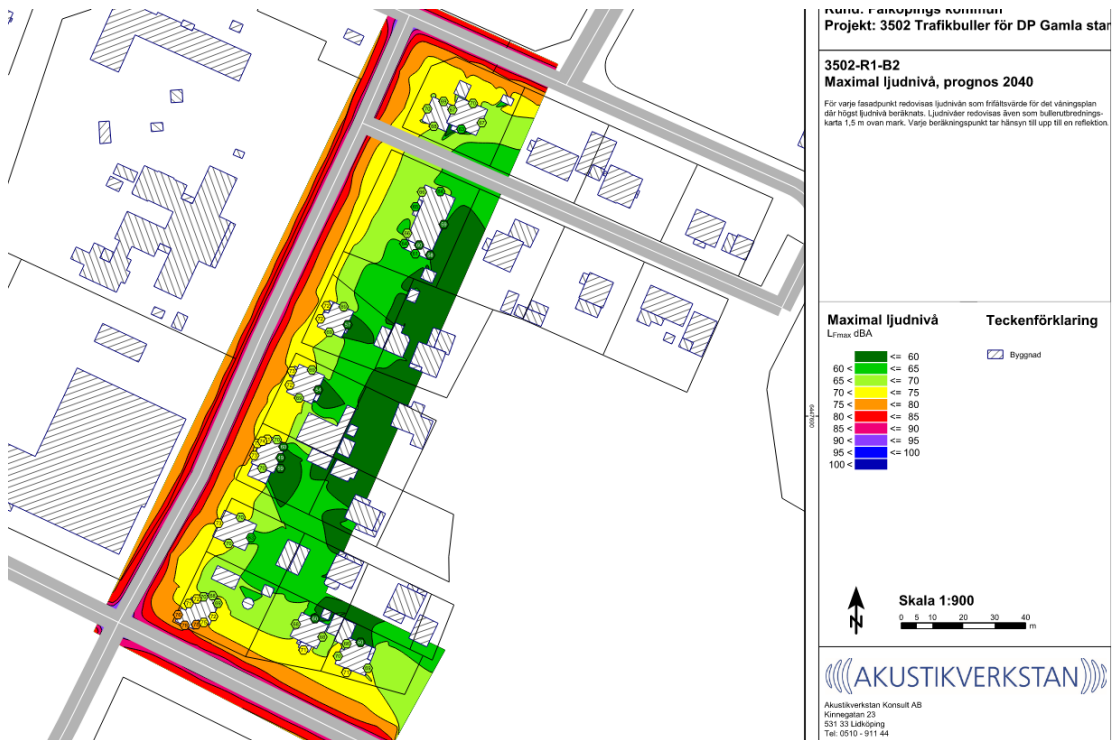 Kund: Falköpings kommun
Projekt: 3502 Trafikbuller för DP Gamla star
3502-R1-B2
Maximal ljudnivå, prognos 2040
För varje fasadpunkt redovisas ljudnivån som frifältsvärde för det våningsplan
där högst ljudnivå beräknats. Ljudnivåer redovisas även som bullerutbrednings-
karta 1,5 m ovan mark. Varje beräkningspunkt tar hänsyn till upp till en reflektion.
Maximal ljudnivå
LFmax dBA
<= 60
60 < <= 65
65 < <= 70
70 < <= 75
75 < <= 80
80 < <= 85
85 < <= 90
90 < <= 95
95 < <= 100
100 <
Teckenförklaring
Byggnad
N
Skala 1:900
0 5 10 20 30 40
m
AKUSTIKVERKSTAN
Akustikverkstan Konsult AB
Kinnegatan 23
531 33 Lidköping
Tel: 0510 - 911 44